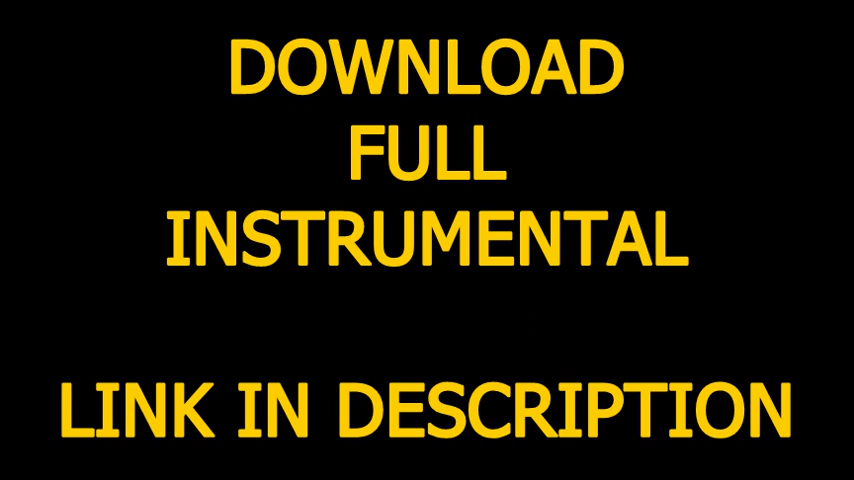 DOWNLOAD
FULL
INSTRUMENTAL
LINK IN DESCRIPTION